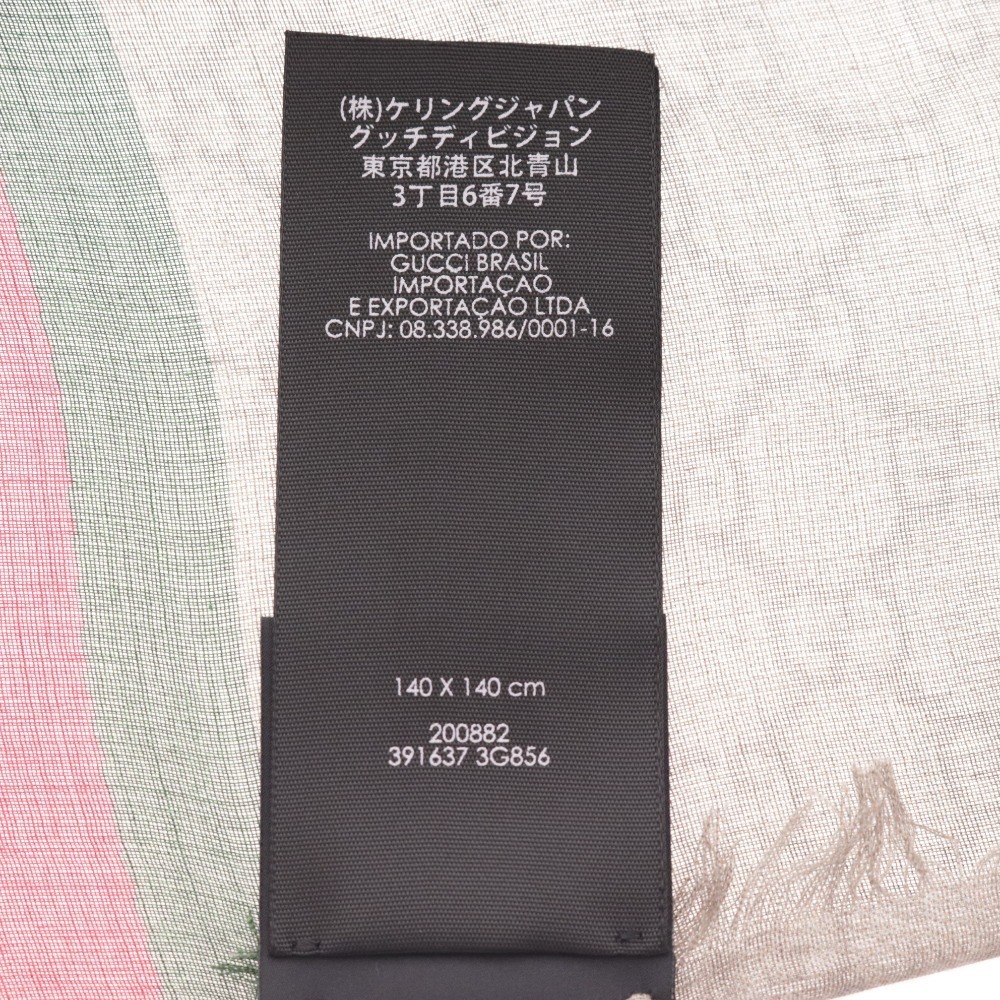 (株)ケリングジャパン
グッチディビジョン
東京都港区北青山
3丁目6番7号
IMPORTADO POR:
GUCCI BRASIL
IMPORTAÇAO
E EXPORTAÇAO LTDA
CNPJ: 08.338.986/0001-16
140 X 140 cm
200882
391637 3G856